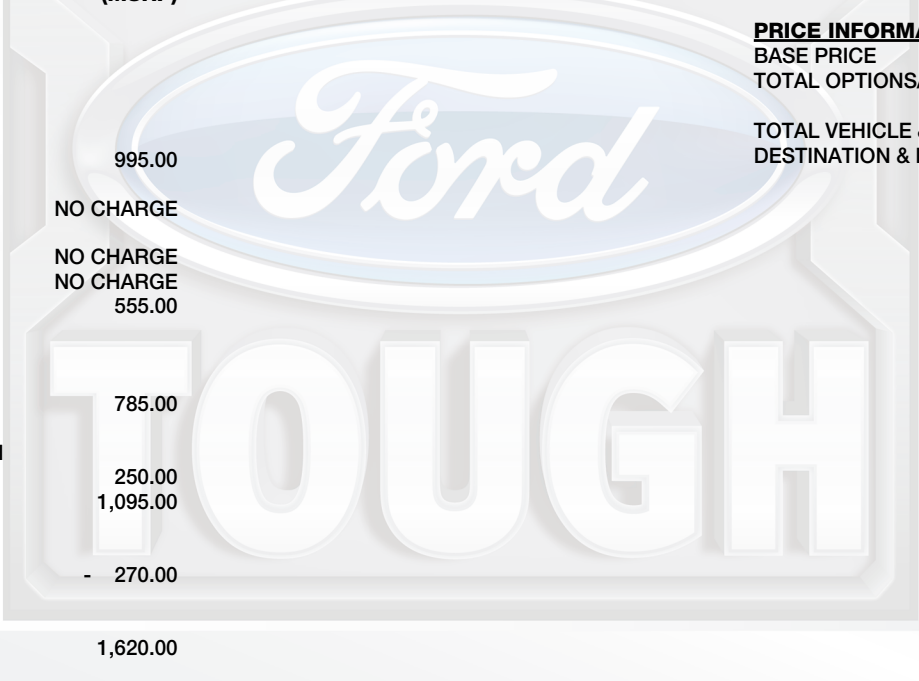 PRICE INFORMA
BASE PRICE
TOTAL OPTIONS
TOTAL VEHICLE &
DESTINATION &
995.00
NO CHARGE
NO CHARGE
NO CHARGE
555.00
785.00
250.00
1,095.00
- 270.00
1,620.00
Ford
TOUGH